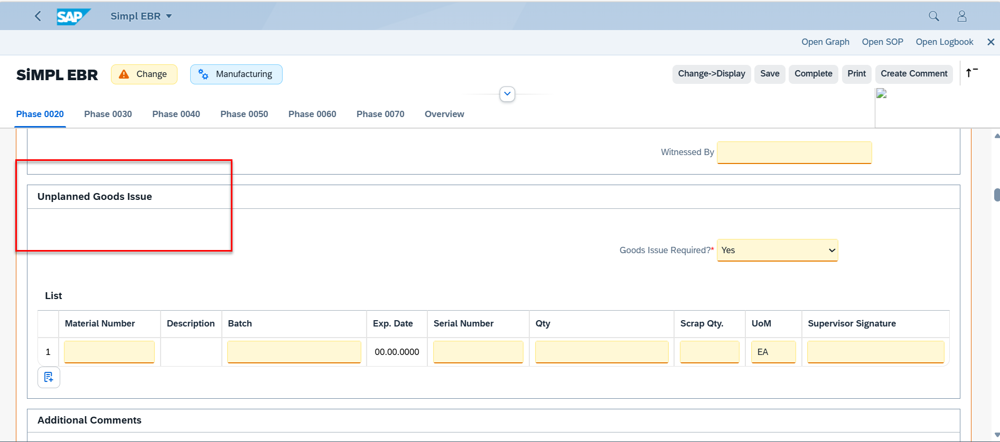 SAP
Simpl EBR
Open Graph Open SOP Open Logbook
SiMPL EBR Change Manufacturing Change->Display Save Complete Print Create Comment
Phase 0020 Phase 0030 Phase 0040 Phase 0050 Phase 0060 Phase 0070 Overview
Witnessed By
Unplanned Goods Issue
Goods Issue Required?* Yes
List
Material Number Description Batch Exp. Date Serial Number Qty Scrap Qty. UoM Supervisor Signature
1 00.00.0000 EA
Additional Comments